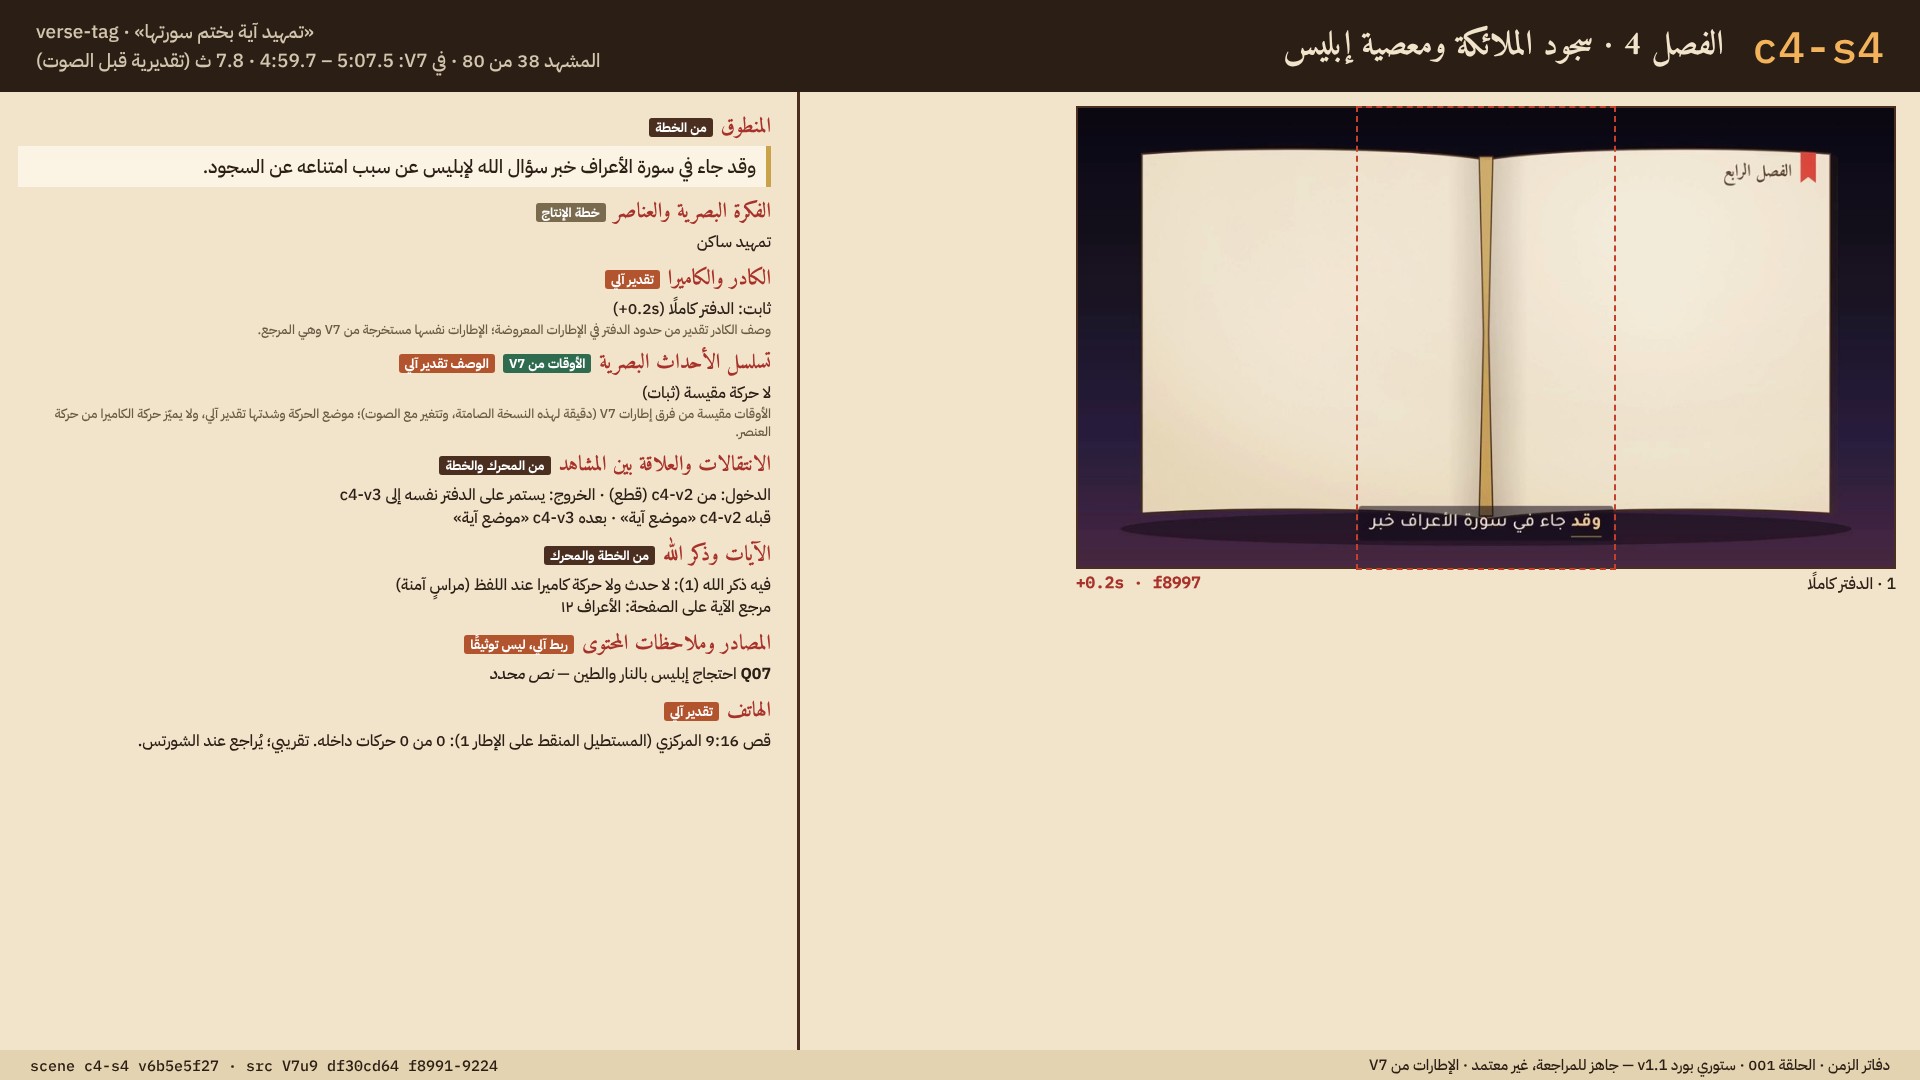 c4-s4 الفصل 4 · سجود الملائكة ومعصية إبليس
«تمهيد آية بختم سورتها» · verse-tag
المشهد 38 من 80 · في V7: 4:59.7 – 5:07.5 · 7.8 ث (تقديرية قبل الصوت)
الفصل الرابع
وقد جاء في سورة الأعراف خبر
1 · الدفتر كاملًا
+0.2s · f8997
المنطوق من الخطة
وقد جاء في سورة الأعراف خبر سؤال الله لإبليس عن سبب امتناعه عن السجود.
الفكرة البصرية والعناصر خطة الإنتاج
تمهيد ساكن
الكادر والكاميرا تقدير آلي
ثابت: الدفتر كاملًا (+0.2s)
وصف الكادر تقدير من حدود الدفتر في الإطارات المعروضة؛ الإطارات نفسها مستخرجة من V7 وهي المرجع.
تسلسل الأحداث البصرية الأوقات من V7 الوصف تقدير آلي
لا حركة مقيسة (ثبات)
الأوقات مقيسة من فرق إطارات V7 (دقيقة لهذه النسخة الصامتة، وتتغير مع الصوت)؛ موضع الحركة وشدتها تقدير آلي، ولا يميّز حركة الكاميرا من حركة
العنصر.
الانتقالات والعلاقة بين المشاهد من المحرك والخطة
الدخول: من c4-v2 (قطع) · الخروج: يستمر على الدفتر نفسه إلى c4-v3
قبله c4-v2 «موضع آية» · بعده c4-v3 «موضع آية»
الآيات وذكر الله من الخطة والمحرك
فيه ذكر الله (1): لا حدث ولا حركة كاميرا عند اللفظ (مراسٍ آمنة)
مرجع الآية على الصفحة: الأعراف ١٢
المصادر وملاحظات المحتوى ربط آلي، ليس توثيقًا
Q07 احتجاج إبليس بالنار والطين — نص محدد
الهاتف تقدير آلي
قص 9:16 المركزي (المستطيل المنقط على الإطار 1): 0 من 0 حركات داخله. تقريبي؛ يُراجع عند الشورتس.
دفاتر الزمن · الحلقة 001 · ستوري بورد v1.1 — جاهز للمراجعة، غير معتمد · الإطارات من V7
scene c4-s4 v6b5e5f27 · src V7u9 df30cd64 f8991-9224